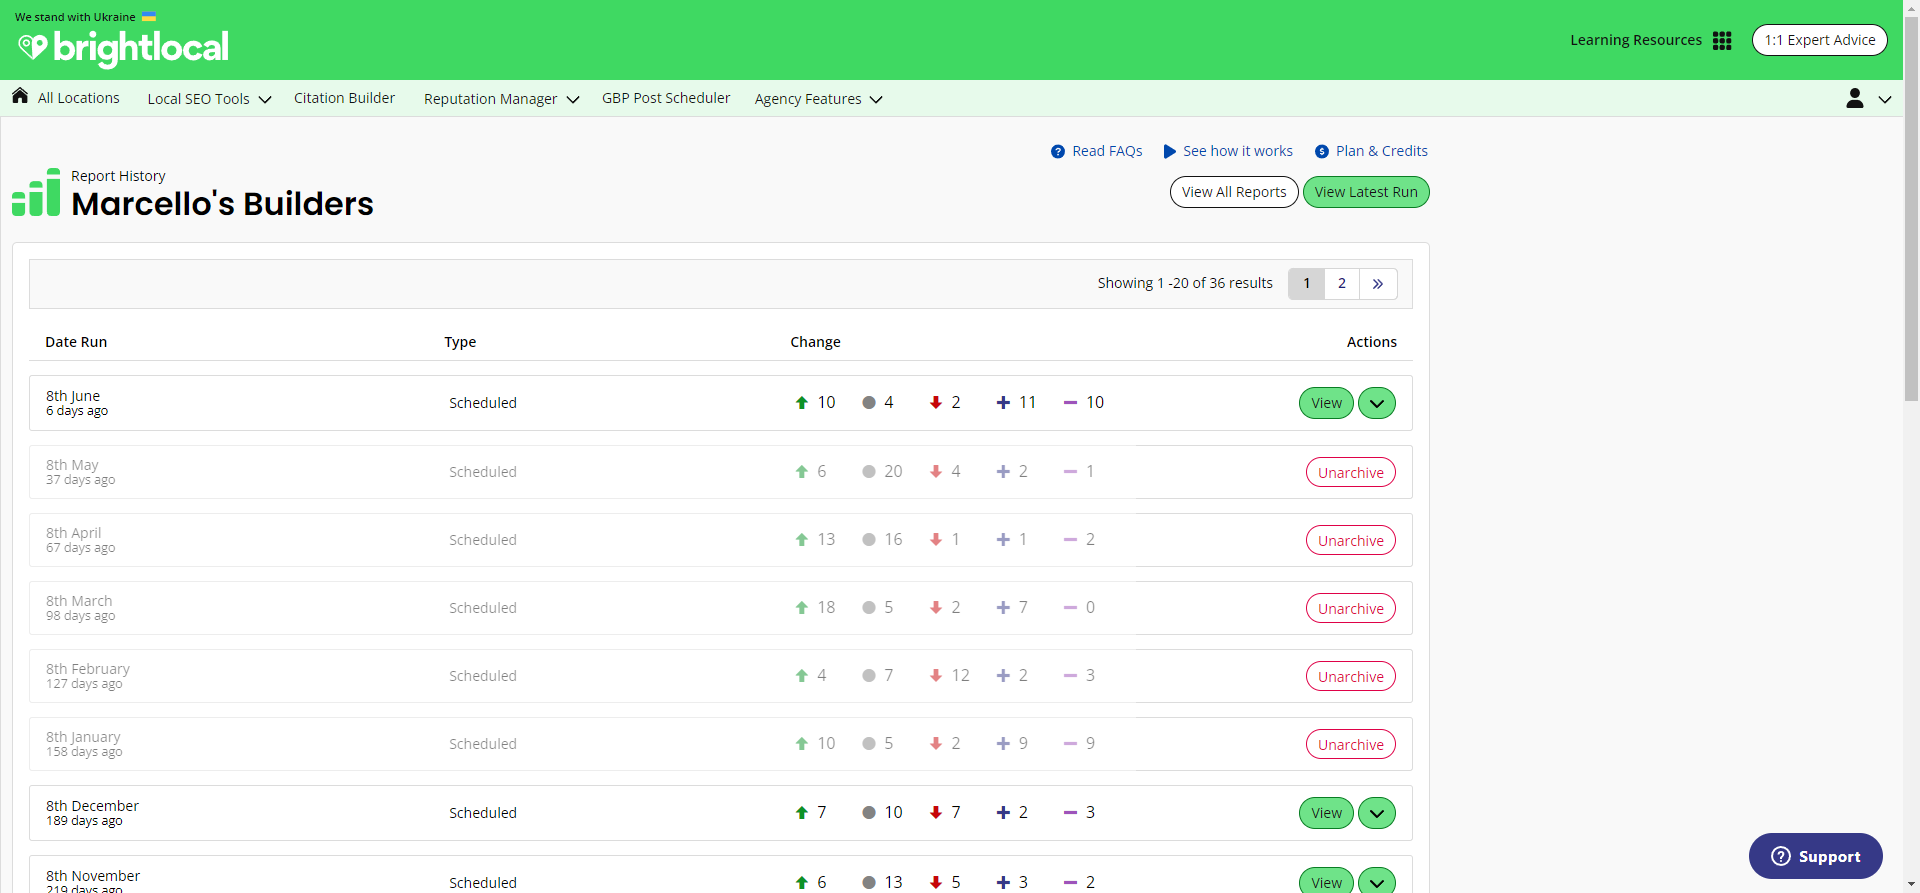 We stand with Ukraine
brightlocal
Learning Resources
1:1 Expert Advice
All Locations
Local SEO Tools
Citation Builder
Reputation Manager
GBP Post Scheduler
Agency Features
Read FAQs
See how it works
Plan & Credits
Report History
Marcello's Builders
View All Reports
View Latest Run
Showing 1 -20 of 36 results 1 2 »
Date Run Type Change Actions
8th June
6 days ago
Scheduled 10 4 2 11 10 View
8th May
37 days ago
Scheduled 6 20 4 2 1 Unarchive
8th April
67 days ago
Scheduled 13 16 1 1 2 Unarchive
8th March
98 days ago
Scheduled 18 5 2 7 0 Unarchive
8th February
127 days ago
Scheduled 4 7 12 2 3 Unarchive
8th January
158 days ago
Scheduled 10 5 2 9 9 Unarchive
8th December
189 days ago
Scheduled 7 10 7 2 3 View
8th November
219 days ago
Scheduled 6 13 5 3 2 View
Support